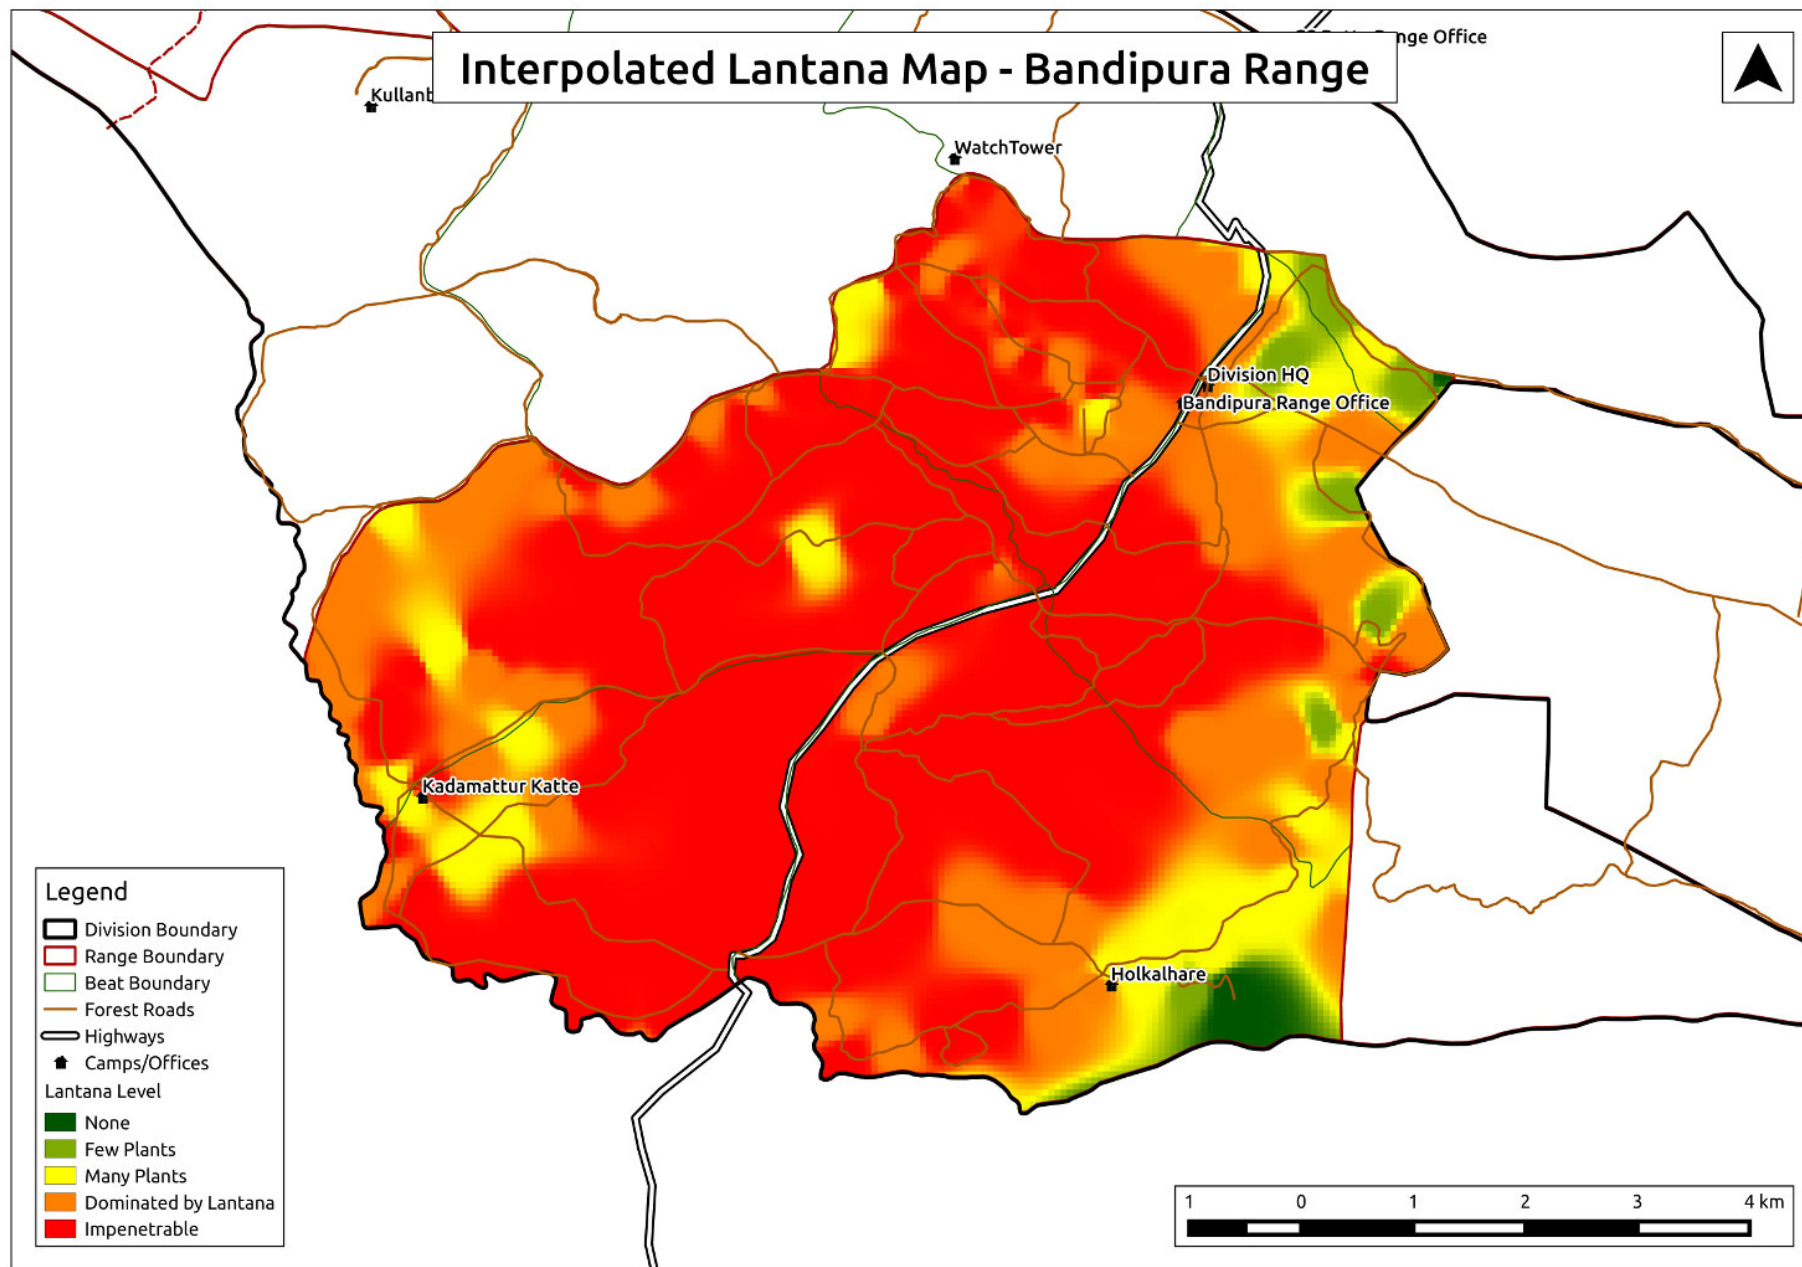 Interpolated Lantana Map - Bandipura Range
Range Office
WatchTower
Division HQ
Bandipura Range Office
Kadamattur Katte
Holkalhare
Legend
Division Boundary
Range Boundary
Beat Boundary
Forest Roads
Highways
Camps/Offices
Lantana Level
None
Few Plants
Many Plants
Dominated by Lantana
Impenetrable
1 0 1 2 3 4 km